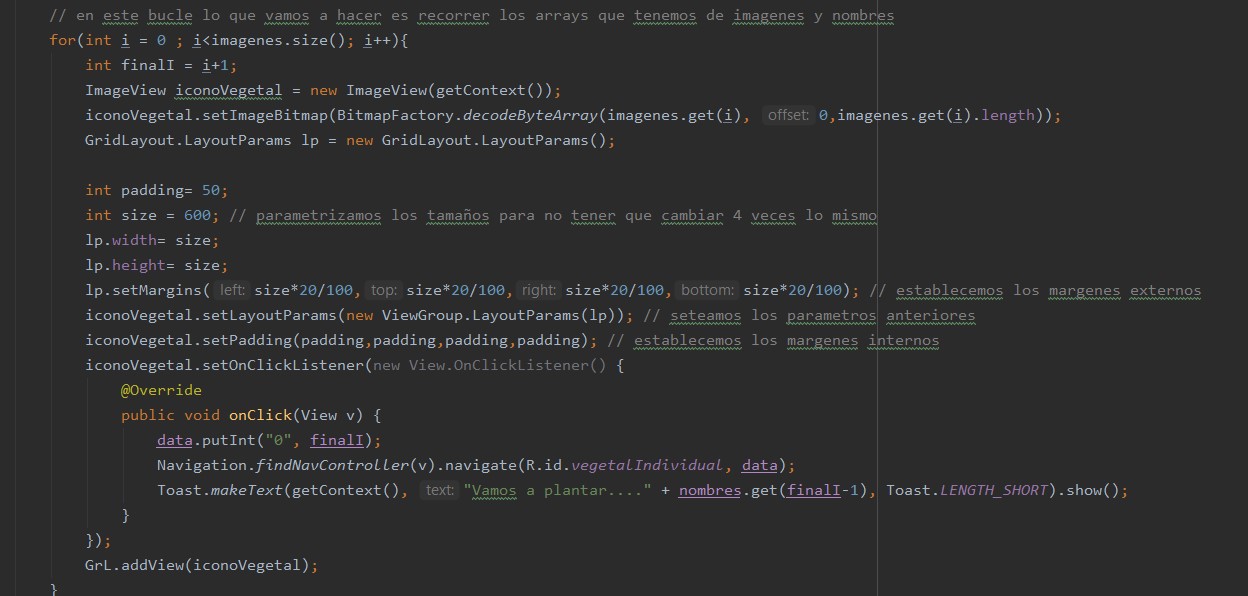 // en este bucle lo que vamos a hacer es recorrer los arrays que tenemos de imagenes y nombres
for(int i = 0 ; i<imagenes.size(); i++){
int finalI = i+1;
ImageView iconoVegetal = new ImageView(getContext());
iconoVegetal.setImageBitmap(BitmapFactory.decodeByteArray(imagenes.get(i), offset: 0,imagenes.get(i).length));
GridLayout.LayoutParams lp = new GridLayout.LayoutParams();
int padding= 50;
int size = 600; // parametrizamos los tamaños para no tener que cambiar 4 veces lo mismo
lp.width= size;
lp.height= size;
lp.setMargins( left: size*20/100, top: size*20/100, right: size*20/100, bottom: size*20/100); // establecemos los margenes externos
iconoVegetal.setLayoutParams(new ViewGroup.LayoutParams(lp)); // seteamos los parametros anteriores
iconoVegetal.setPadding(padding,padding,padding,padding); // establecemos los margenes internos
iconoVegetal.setOnClickListener(new View.OnClickListener() {
@Override
public void onClick(View v) {
data.putInt("0", finalI);
Navigation.findNavController(v).navigate(R.id.vegetalIndividual, data);
Toast.makeText(getContext(), text: "Vamos a plantar...." + nombres.get(finalI-1), Toast.LENGTH_SHORT).show();
}
});
GrL.addView(iconoVegetal);
}